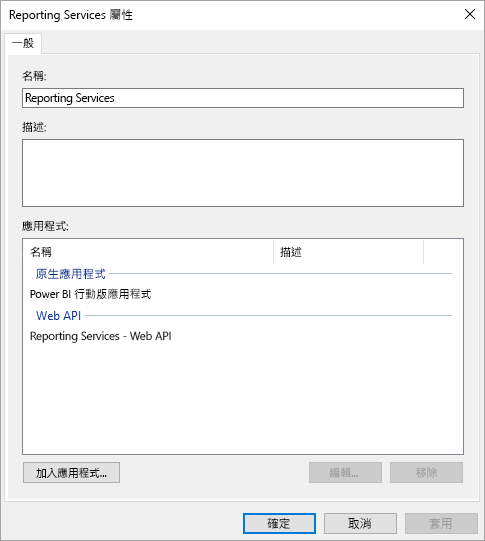 Reporting Services 屬性
一般
名稱:
Reporting Services
描述:
應用程式:
名稱 描述
原生應用程式
Power BI 行動版應用程式
Web API
Reporting Services - Web API
加入應用程式... 編輯... 移除
確定 取消 套用